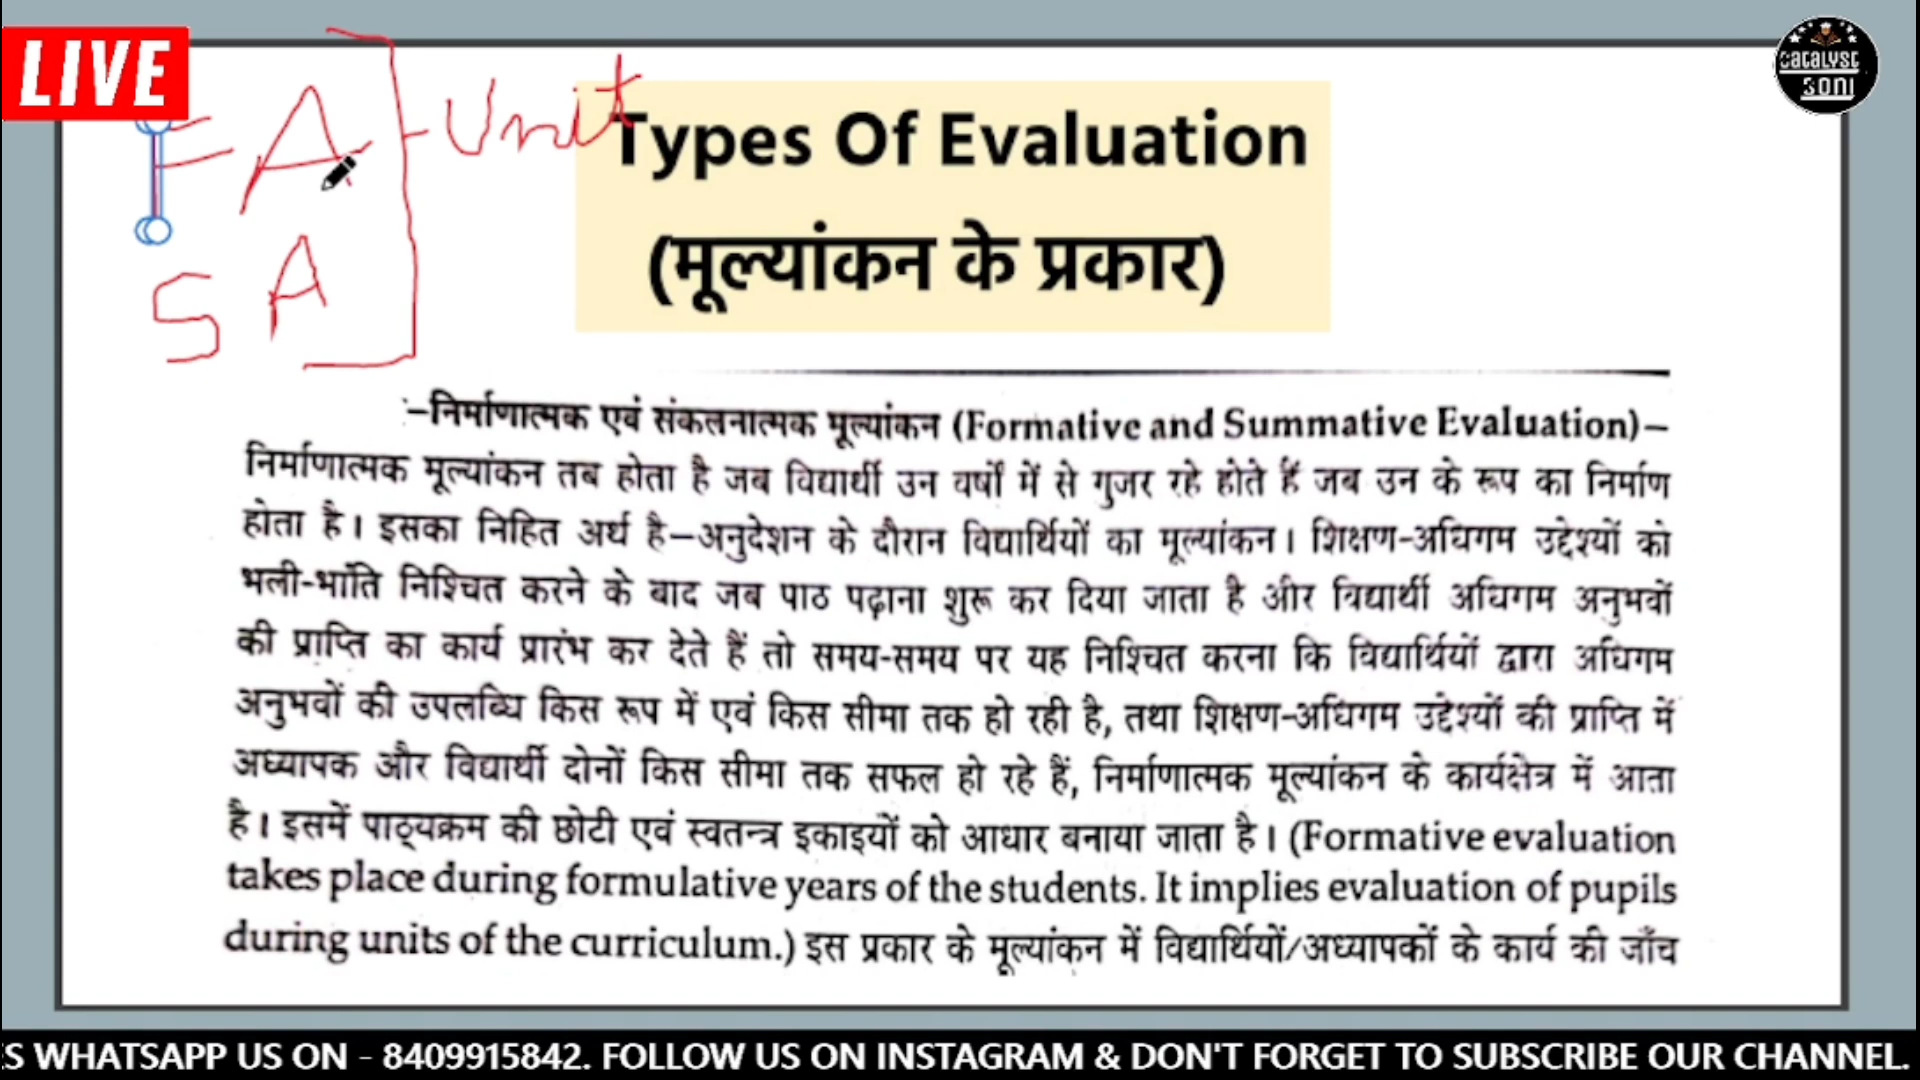 LIVE
FA
Unit
SA
catalyst
soni
Types Of Evaluation
(मूल्यांकन के प्रकार)
:–निर्माणात्मक एवं संकलनात्मक मूल्यांकन (Formative and Summative Evaluation)–
निर्माणात्मक मूल्यांकन तब होता है जब विद्यार्थी उन वर्षों में से गुजर रहे होते हैं जब उन के रूप का निर्माण
होता है। इसका निहित अर्थ है–अनुदेशन के दौरान विद्यार्थियों का मूल्यांकन। शिक्षण-अधिगम उद्देश्यों को
भली-भाँति निश्चित करने के बाद जब पाठ पढ़ाना शुरू कर दिया जाता है और विद्यार्थी अधिगम अनुभवों
की प्राप्ति का कार्य प्रारंभ कर देते हैं तो समय-समय पर यह निश्चित करना कि विद्यार्थियों द्वारा अधिगम
अनुभवों की उपलब्धि किस रूप में एवं किस सीमा तक हो रही है, तथा शिक्षण-अधिगम उद्देश्यों की प्राप्ति में
अध्यापक और विद्यार्थी दोनों किस सीमा तक सफल हो रहे हैं, निर्माणात्मक मूल्यांकन के कार्यक्षेत्र में आता
है। इसमें पाठ्यक्रम की छोटी एवं स्वतन्त्र इकाइयों को आधार बनाया जाता है। (Formative evaluation
takes place during formulative years of the students. It implies evaluation of pupils
during units of the curriculum.) इस प्रकार के मूल्यांकन में विद्यार्थियों/अध्यापकों के कार्य की जाँच
S WHATSAPP US ON - 8409915842. FOLLOW US ON INSTAGRAM & DON'T FORGET TO SUBSCRIBE OUR CHANNEL.